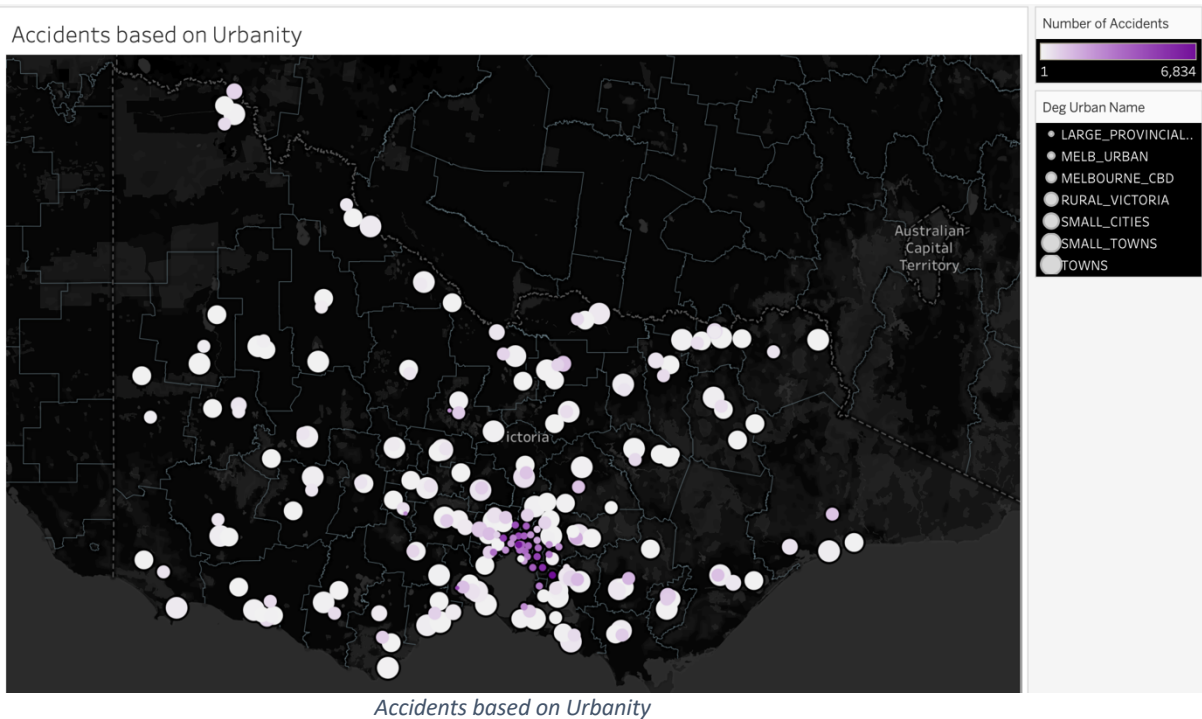 Accidents based on Urbanity
Number of Accidents
1 6,834
Deg Urban Name
LARGE_PROVINCIAL..
MELB_URBAN
MELBOURNE_CBD
RURAL_VICTORIA
SMALL_CITIES
SMALL_TOWNS
TOWNS
Australian
Capital
Territory
ictoria
Accidents based on Urbanity